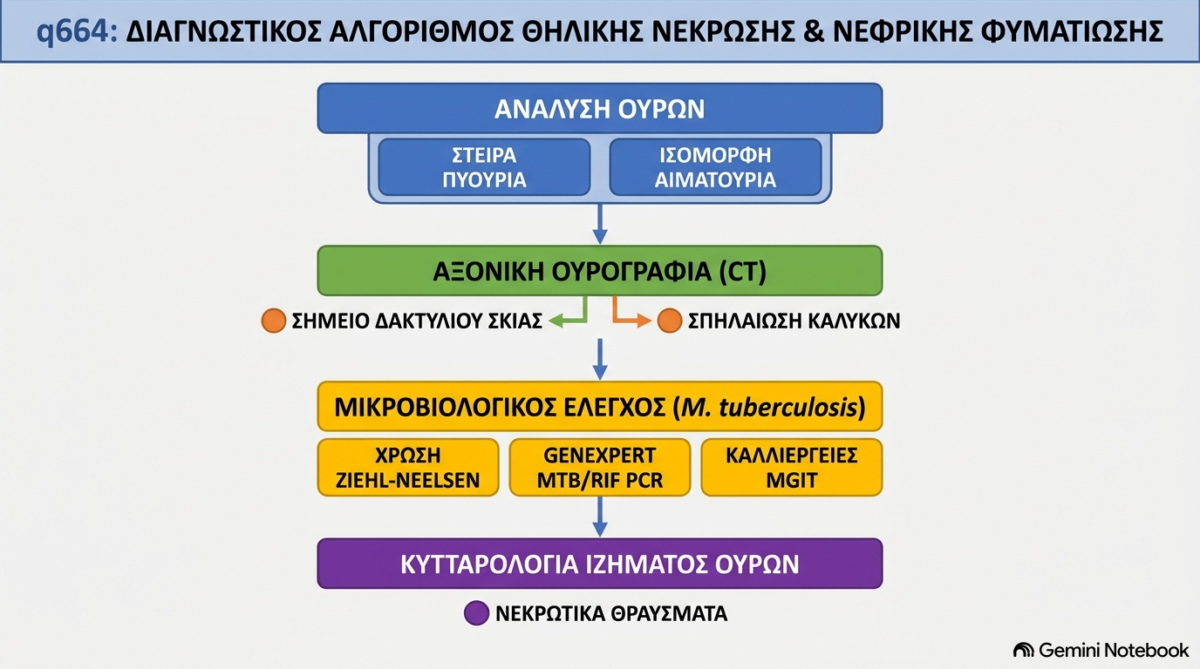 q664: ΔΙΑΓΝΩΣΤΙΚΟΣ ΑΛΓΟΡΙΘΜΟΣ ΘΗΛΙΚΗΣ ΝΕΚΡΩΣΗΣ & ΝΕΦΡΙΚΗΣ ΦΥΜΑΤΙΩΣΗΣ
ΑΝΑΛΥΣΗ ΟΥΡΩΝ
ΣΤΕΙΡΑ
ΠΥΟΥΡΙΑ
ΙΣΟΜΟΡΦΗ
ΑΙΜΑΤΟΥΡΙΑ
ΑΞΟΝΙΚΗ ΟΥΡΟΓΡΑΦΙΑ (CT)
ΣΗΜΕΙΟ ΔΑΚΤΥΛΙΟΥ ΣΚΙΑΣ
ΣΠΗΛΑΙΩΣΗ ΚΑΛΥΚΩΝ
ΜΙΚΡΟΒΙΟΛΟΓΙΚΟΣ ΕΛΕΓΧΟΣ (M. tuberculosis)
ΧΡΩΣΗ
ZIEHL-NEELSEN
GENEXPERT
MTB/RIF PCR
ΚΑΛΛΙΕΡΓΕΙΕΣ
MGIT
ΚΥΤΤΑΡΟΛΟΓΙΑ ΙΖΗΜΑΤΟΣ ΟΥΡΩΝ
ΝΕΚΡΩΤΙΚΑ ΘΡΑΥΣΜΑΤΑ
Gemini Notebook